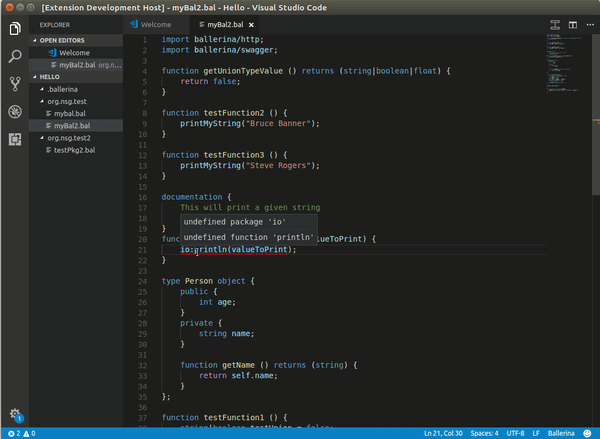 [Extension Development Host] - myBal2.bal - Hello - Visual Studio Code
EXPLORER
OPEN EDITORS
Welcome
myBal2.bal org.ns...
HELLO
.ballerina
org.nsg.test
mybal.bal
myBal2.bal
org.nsg.test2
testPkg2.bal
Welcome
myBal2.bal ×
1 import ballerina/http;
2 import ballerina/swagger;
3
4 function getUnionTypeValue () returns (string|boolean|float) {
5 return false;
6 }
7
8 function testFunction2 () {
9 printMyString("Bruce Banner");
10 }
11
12 function testFunction3 () {
13 printMyString("Steve Rogers");
14 }
15
16 documentation {
17 This will print a given string
18
undefined package 'io'
undefined function 'println'
19 }
20 func lueToPrint) {
21 io:println(valueToPrint);
22 }
23
24 type Person object {
25 public {
26 int age;
27 }
28 private {
29 string name;
30 }
31
32 function getName () returns (string) {
33 return self.name;
34 }
35 };
36
37 function testFunction1 () {
1
2 0
Ln 21, Col 30 Spaces: 4 UTF-8 LF Ballerina